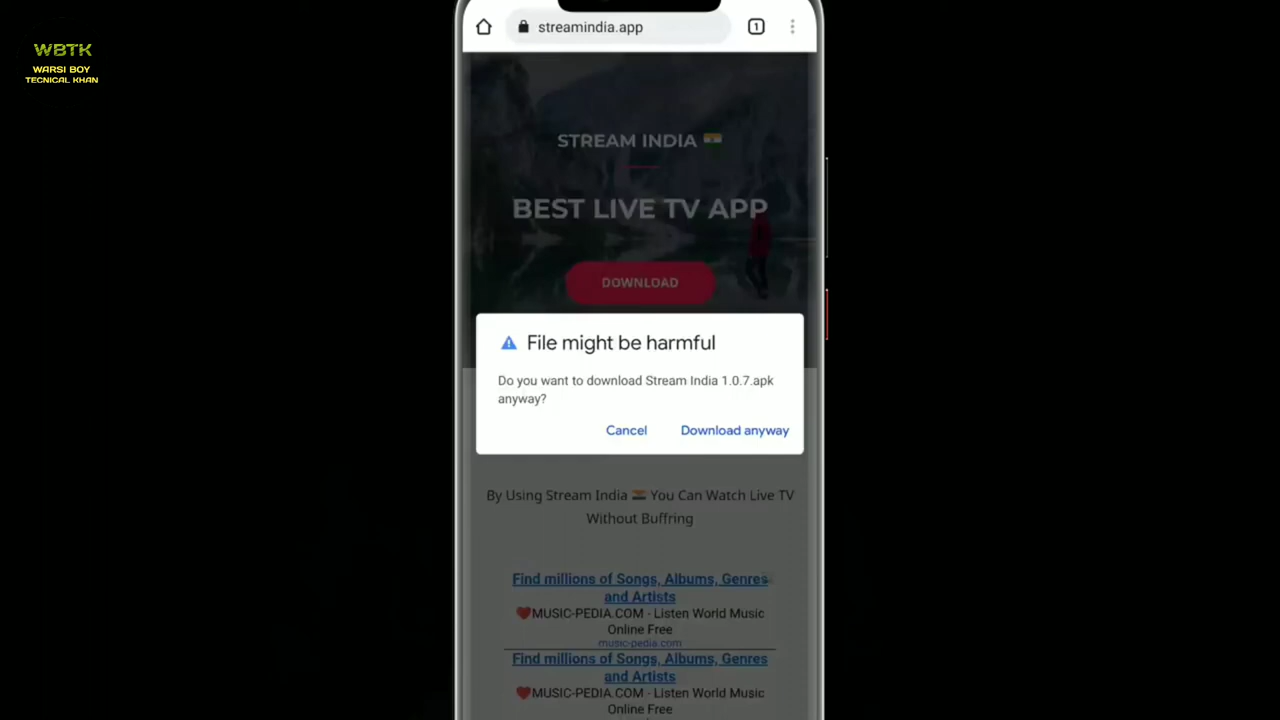 WBTK
WARSI BOY
TECNICAL KHAN
streamindia.app
1
STREAM INDIA
BEST LIVE TV APP
DOWNLOAD
File might be harmful
Do you want to download Stream India 1.0.7.apk
anyway?
Cancel
Download anyway
By Using Stream India You Can Watch Live TV
Without Buffring
Find millions of Songs, Albums, Genres
and Artists
❤MUSIC-PEDIA.COM - Listen World Music
Online Free
music-pedia.com
Find millions of Songs, Albums, Genres
and Artists
❤MUSIC-PEDIA.COM - Listen World Music
Online Free